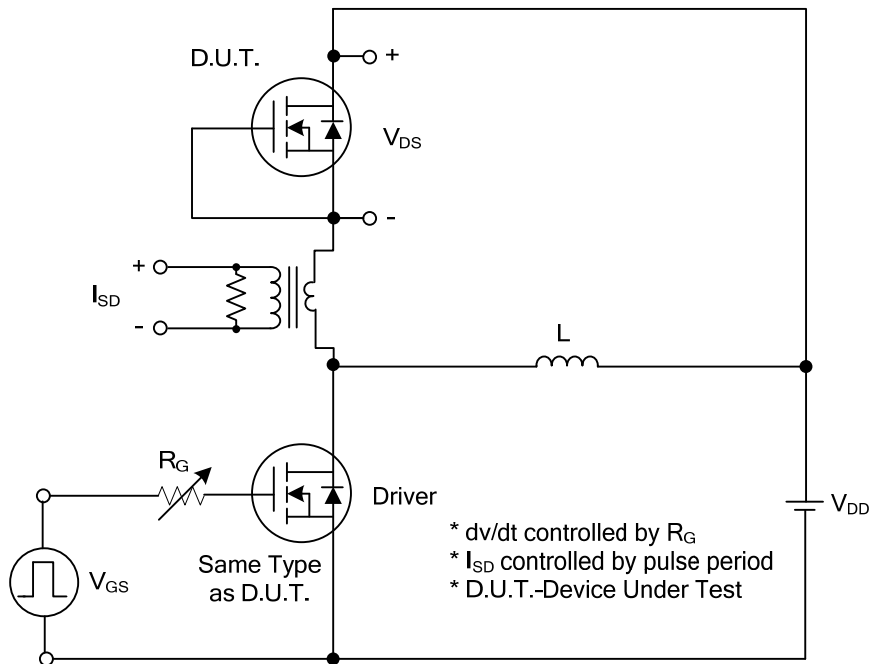 D.U.T.
+
VDS
-
+
ISD
-
L
RG
Driver
VDD
VGS
Same Type
as D.U.T.
* dv/dt controlled by RG
* ISD controlled by pulse period
* D.U.T.-Device Under Test